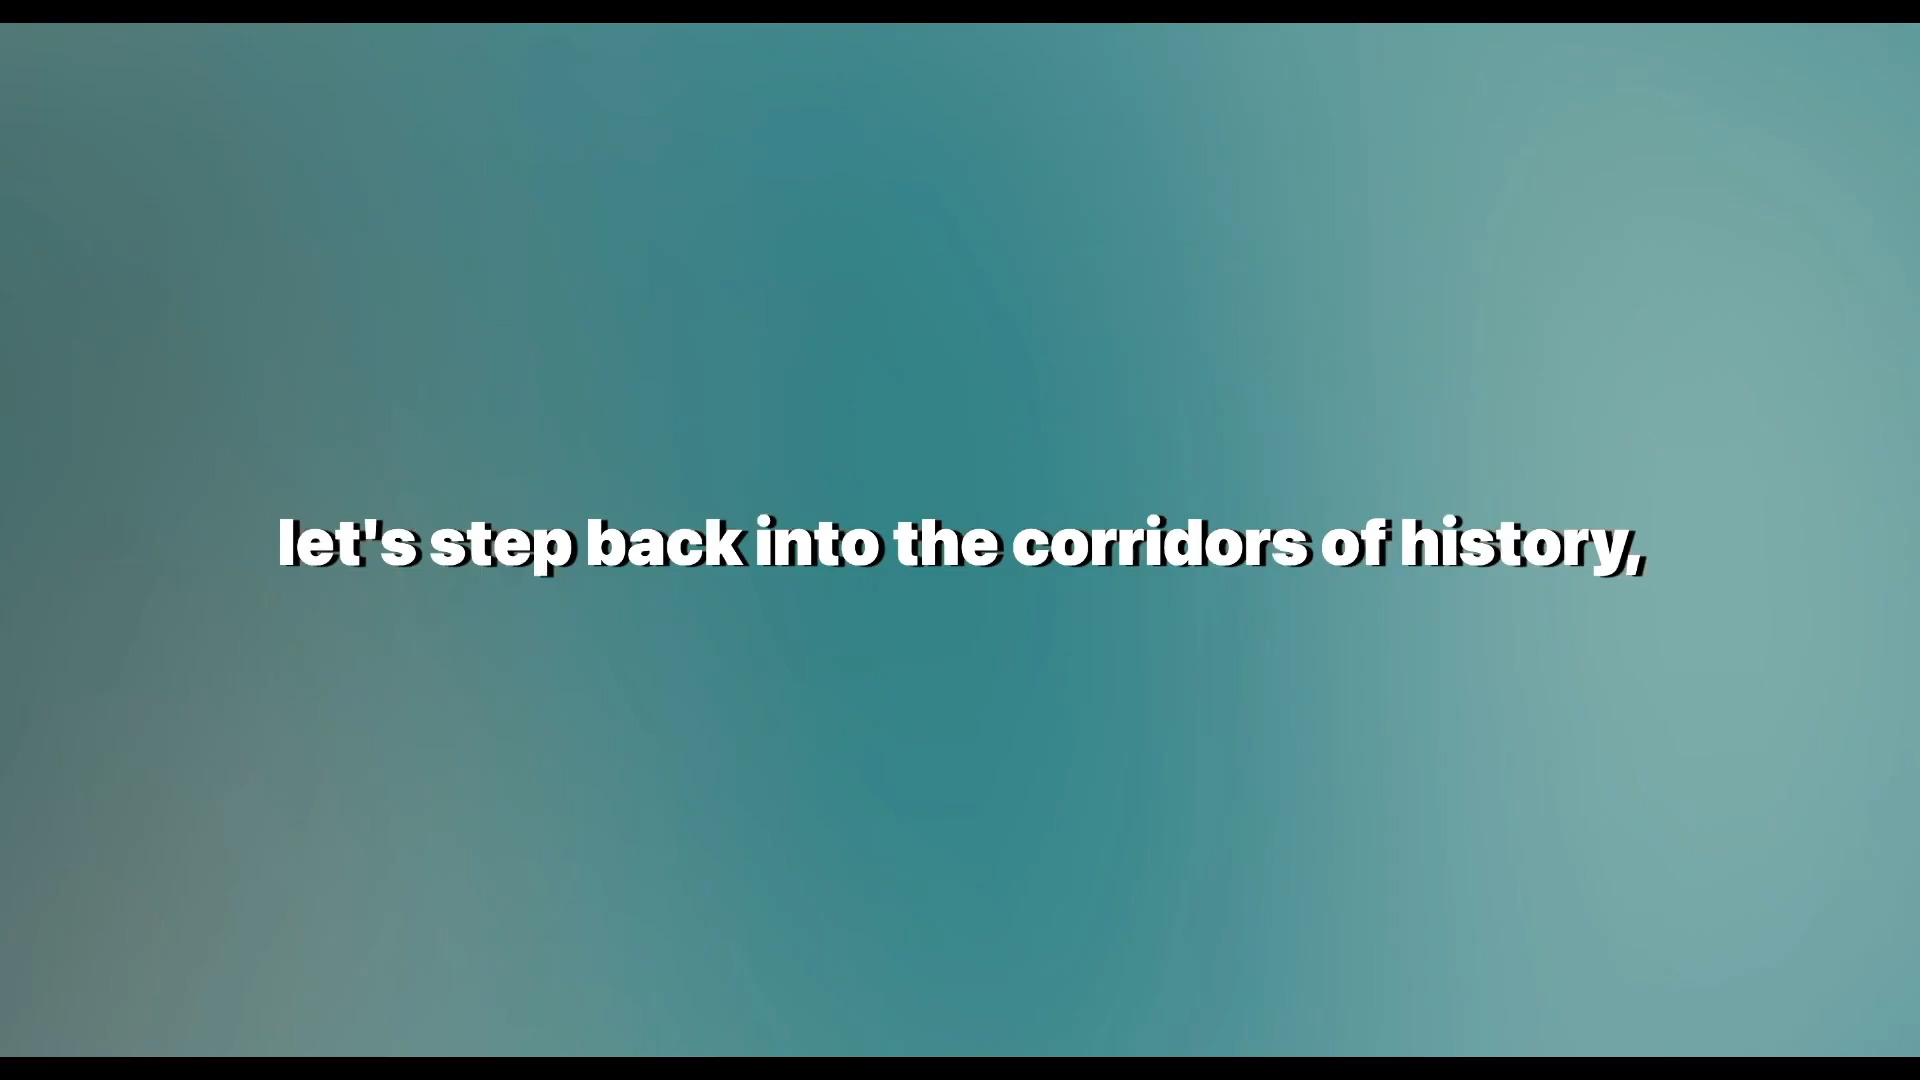 let's step back into the corridors of history,